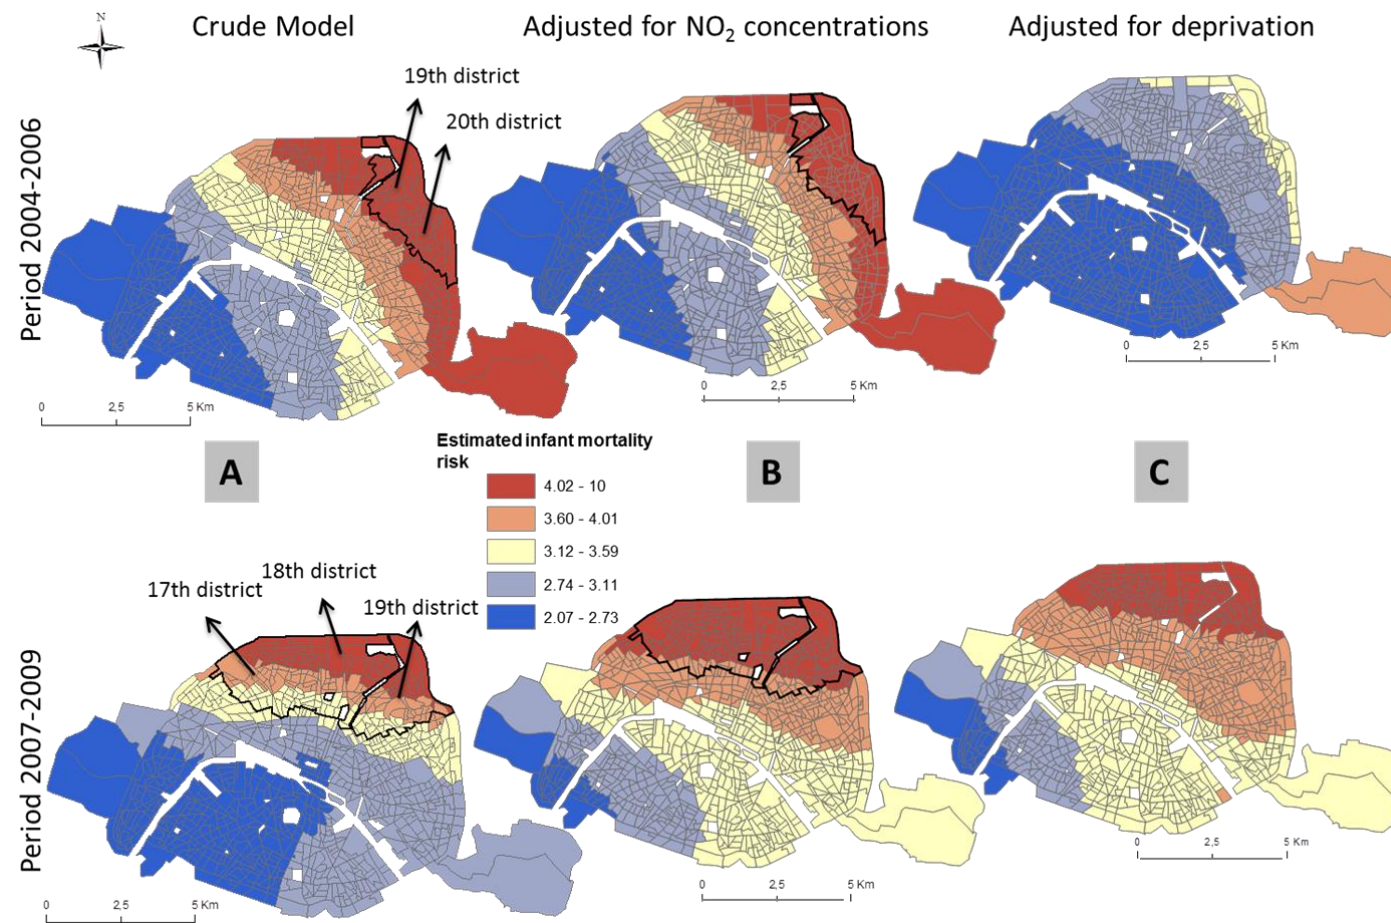 N
Crude Model
Adjusted for NO₂ concentrations
Adjusted for deprivation
Period 2004-2006
19th district
20th district
0 2,5 5 Km
0 2,5 5 Km
0 2,5 5 Km
A
B
C
Estimated infant mortality
risk
4.02 - 10
3.60 - 4.01
3.12 - 3.59
2.74 - 3.11
2.07 - 2.73
Period 2007-2009
17th district
18th district
19th district
0 2,5 5 Km
0 2,5 5 Km
0 2,5 5 Km